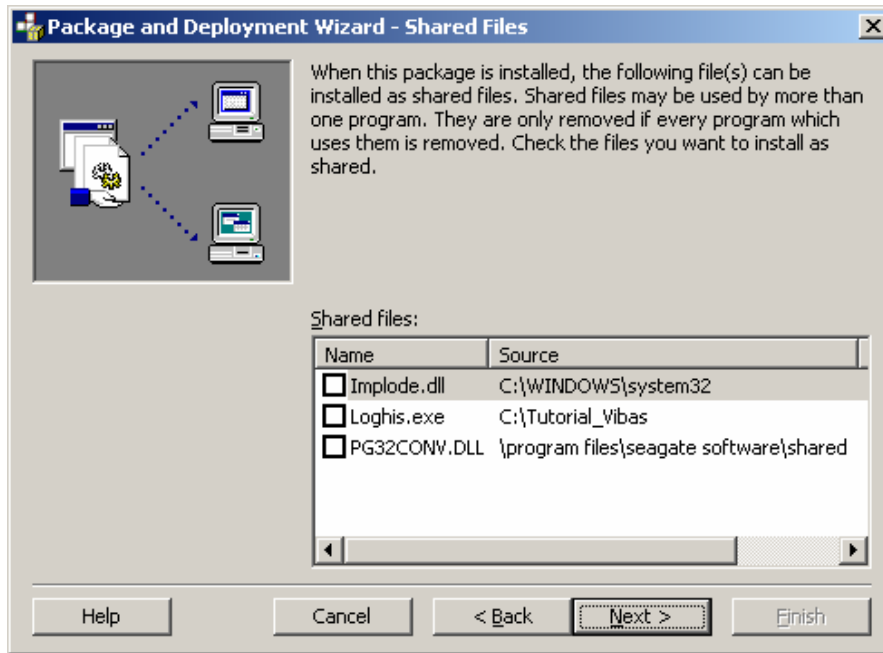 Package and Deployment Wizard - Shared Files
When this package is installed, the following file(s) can be
installed as shared files. Shared files may be used by more than
one program. They are only removed if every program which
uses them is removed. Check the files you want to install as
shared.
Shared files:
Name Source
Implode.dll C:\WINDOWS\system32
Loghis.exe C:\Tutorial_Vibas
PG32CONV.DLL \program files\seagate software\shared
Help Cancel < Back Next > Finish